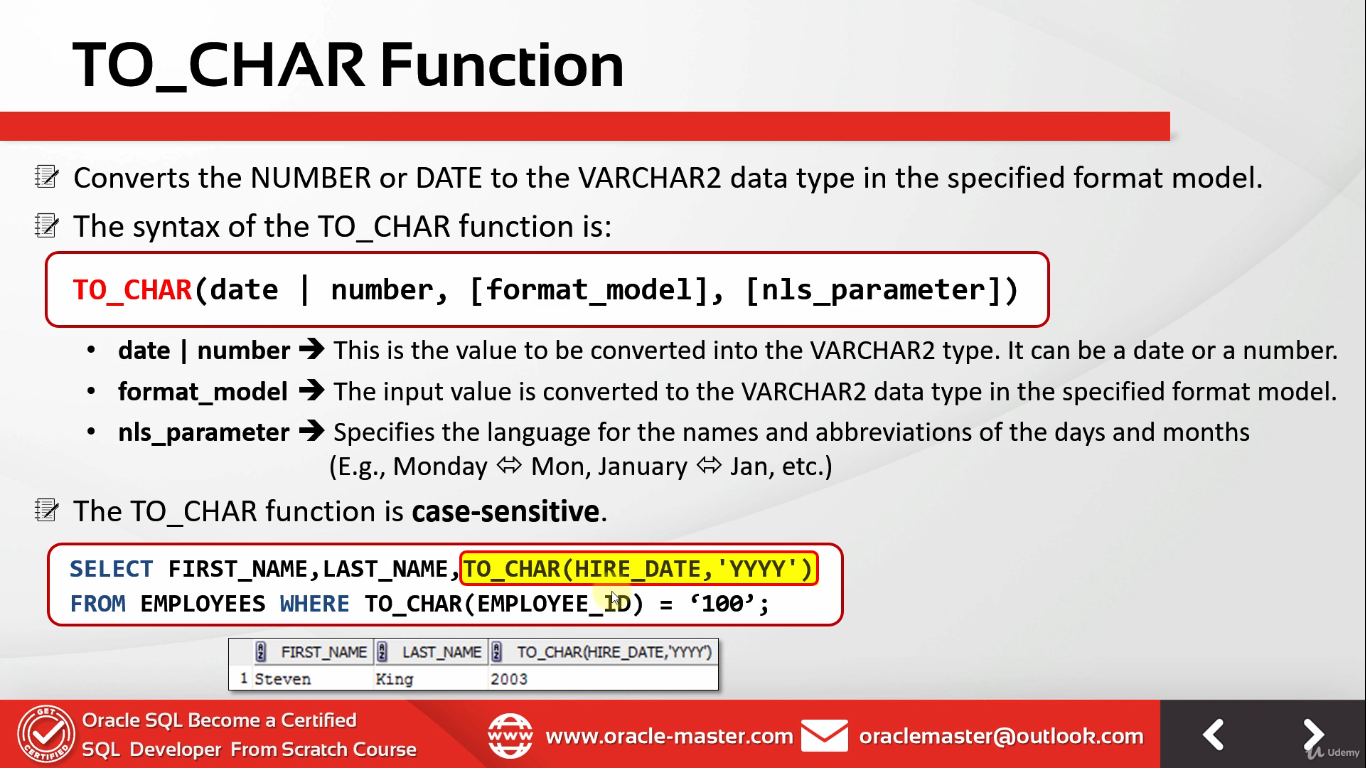 TO_CHAR Function
Converts the NUMBER or DATE to the VARCHAR2 data type in the specified format model.
The syntax of the TO_CHAR function is:
TO_CHAR(date | number, [format_model], [nls_parameter])
• date | number ➔ This is the value to be converted into the VARCHAR2 type. It can be a date or a number.
• format_model ➔ The input value is converted to the VARCHAR2 data type in the specified format model.
• nls_parameter ➔ Specifies the language for the names and abbreviations of the days and months
(E.g., Monday ⇔ Mon, January ⇔ Jan, etc.)
The TO_CHAR function is case-sensitive.
SELECT FIRST_NAME,LAST_NAME,TO_CHAR(HIRE_DATE,'YYYY')
FROM EMPLOYEES WHERE TO_CHAR(EMPLOYEE_ID) = ‘100’;
FIRST_NAME LAST_NAME TO_CHAR(HIRE_DATE,'YYYY')
1 Steven King 2003
GET CERTIFIED
Oracle SQL Become a Certified
SQL Developer From Scratch Course
WWW
www.oracle-master.com
oraclemaster@outlook.com
Udemy